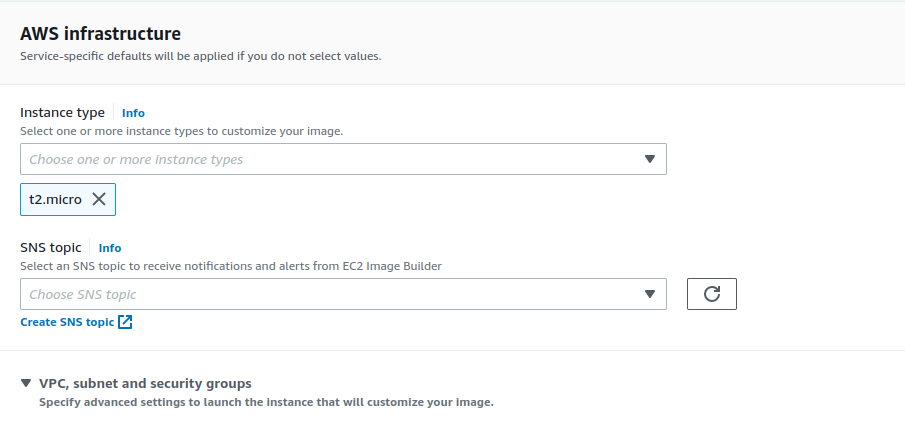 AWS infrastructure
Service-specific defaults will be applied if you do not select values.
Instance type Info
Select one or more instance types to customize your image.
Choose one or more instance types
t2.micro
SNS topic Info
Select an SNS topic to receive notifications and alerts from EC2 Image Builder
Choose SNS topic
Create SNS topic
VPC, subnet and security groups
Specify advanced settings to launch the instance that will customize your image.